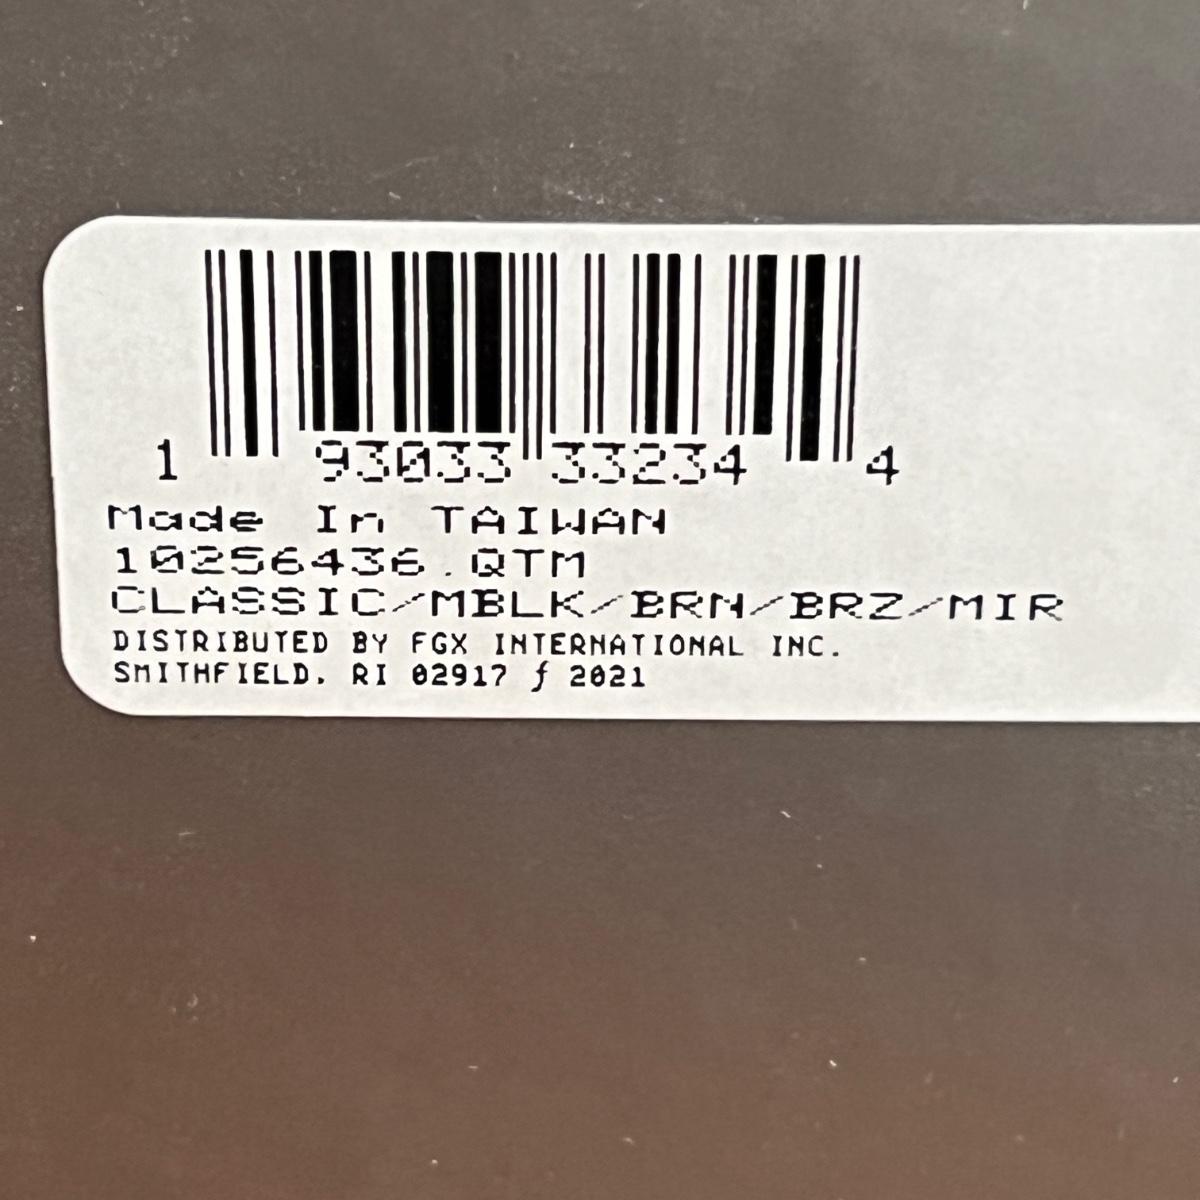 1 93033 33234 4
Made In TAIWAN
10256436.QTM
CLASSIC/MBLK/BRN/BRZ/MIR
DISTRIBUTED BY FGX INTERNATIONAL INC.
SMITHFIELD. RI 02917 ƒ 2021